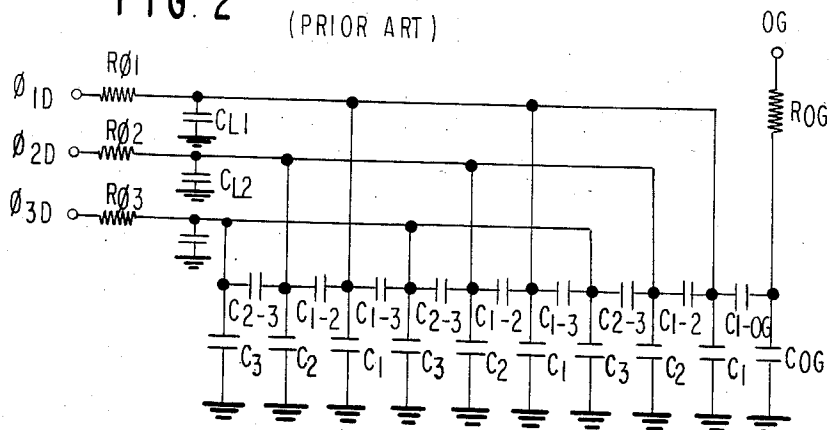 FIG. 2
(PRIOR ART)
OG
Rø1
ø1D
ROG
CL1
Rø2
ø2D
CL2
Rø3
ø3D
C2-3 C1-2 C1-3 C2-3 C1-2 C1-3 C2-3 C1-2 C1-OG
C3 C2 C1 C3 C2 C1 C3 C2 C1 COG